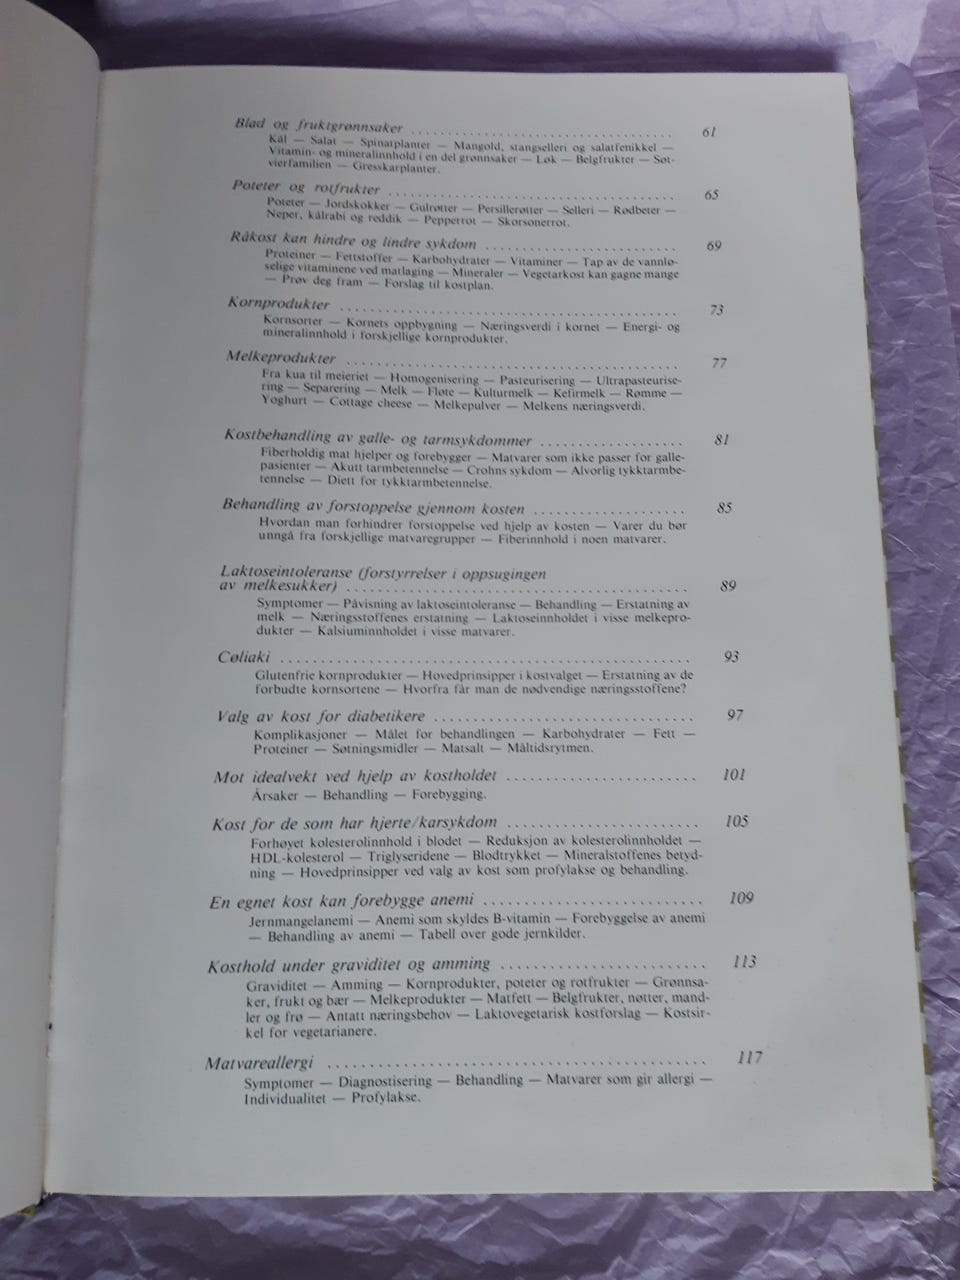 Blad og fruktgrønnsaker .............................. 61
Kål — Salat — Spinatplanter — Mangold, stangselleri og salatfenikkel —
Vitamin- og mineralinnhold i en del grønnsaker — Løk — Belgfrukter — Søt-
vierfamilien — Gresskarplanter.
Poteter og rotfrukter .............................. 65
Poteter — Jordskokker — Gulrøtter — Persillerøtter — Selleri — Rødbeter —
Neper, kålrabi og reddik — Pepperrot — Skorsonerrot.
Råkost kan hindre og lindre sykdom .................... 69
Proteiner — Fettstoffer — Karbohydrater — Vitaminer — Tap av de vannlø-
selige vitaminene ved matlaging — Mineraler — Vegetarkost kan gagne mange
— Prøv deg fram — Forslag til kostplan.
Kornprodukter .................................. 73
Kornsorter — Kornets oppbygning — Næringsverdi i kornet — Energi- og
mineralinnhold i forskjellige kornprodukter.
Melkeprodukter .................................. 77
Fra kua til meieriet — Homogenisering — Pasteurisering — Ultrapasteurise-
ring — Separering — Melk — Fløte — Kulturmelk — Kefirmelk — Rømme —
Yoghurt — Cottage cheese — Melkepulver — Melkens næringsverdi.
Kostbehandling av galle- og tarmsykdommer .............. 81
Fiberholdig mat hjelper og forebygger — Matvarer som ikke passer for galle-
pasienter — Akutt tarmbetennelse — Crohns sykdom — Alvorlig tykktarmbe-
tennelse — Diett for tykktarmbetennelse.
Behandling av forstoppelse gjennom kosten ............... 85
Hvordan man forhindrer forstoppelse ved hjelp av kosten — Varer du bør
unngå fra forskjellige matvaregrupper — Fiberinnhold i noen matvarer.
Laktoseintoleranse (forstyrrelser i oppsugingen
av melkesukker) .................................. 89
Symptomer — Påvisning av laktoseintoleranse — Behandling — Erstatning av
melk — Næringsstoffenes erstatning — Laktoseinnholdet i visse melkepro-
dukter — Kalsiuminnholdet i visse matvarer.
Cøliaki ........................................ 93
Glutenfrie kornprodukter — Hovedprinsipper i kostvalget — Erstatning av de
forbudte kornsortene — Hvorfra får man de nødvendige næringsstoffene?
Valg av kost for diabetikere ........................... 97
Komplikasjoner — Målet for behandlingen — Karbohydrater — Fett —
Proteiner — Søtningsmidler — Matsalt — Måltidsrytmen.
Mot idealvekt ved hjelp av kostholdet .................... 101
Årsaker — Behandling — Forebygging.
Kost for de som har hjerte/karsykdom .................... 105
Forhøyet kolesterolinnhold i blodet — Reduksjon av kolesterolinnholdet —
HDL-kolesterol — Triglyseridene — Blodtrykket — Mineralstoffenes betyd-
ning — Hovedprinsipper ved valg av kost som profylakse og behandling.
En egnet kost kan forebygge anemi ....................... 109
Jernmangelanemi — Anemi som skyldes B-vitamin — Forebyggelse av anemi
— Behandling av anemi — Tabell over gode jernkilder.
Kosthold under graviditet og amming ..................... 113
Graviditet — Amming — Kornprodukter, poteter og rotfrukter — Grønnsa-
ker, frukt og bær — Melkeprodukter — Matfett — Belgfrukter, nøtter, mand-
ler og frø — Antatt næringsbehov — Laktovegetarisk kostforslag — Kostsir-
kel for vegetarianere.
Matvareallergi .................................. 117
Symptomer — Diagnostisering — Behandling — Matvarer som gir allergi —
Individualitet — Profylakse.